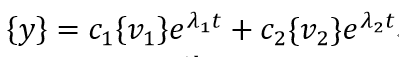 {y} = c₁{v₁}e^{λ₁t} + c₂{v₂}e^{λ₂t}.